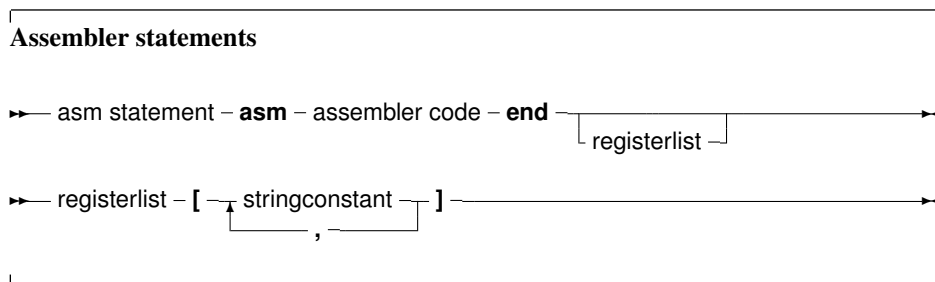 Assembler statements
asm statement asm assembler code end
registerlist
registerlist [ stringconstant ]
,